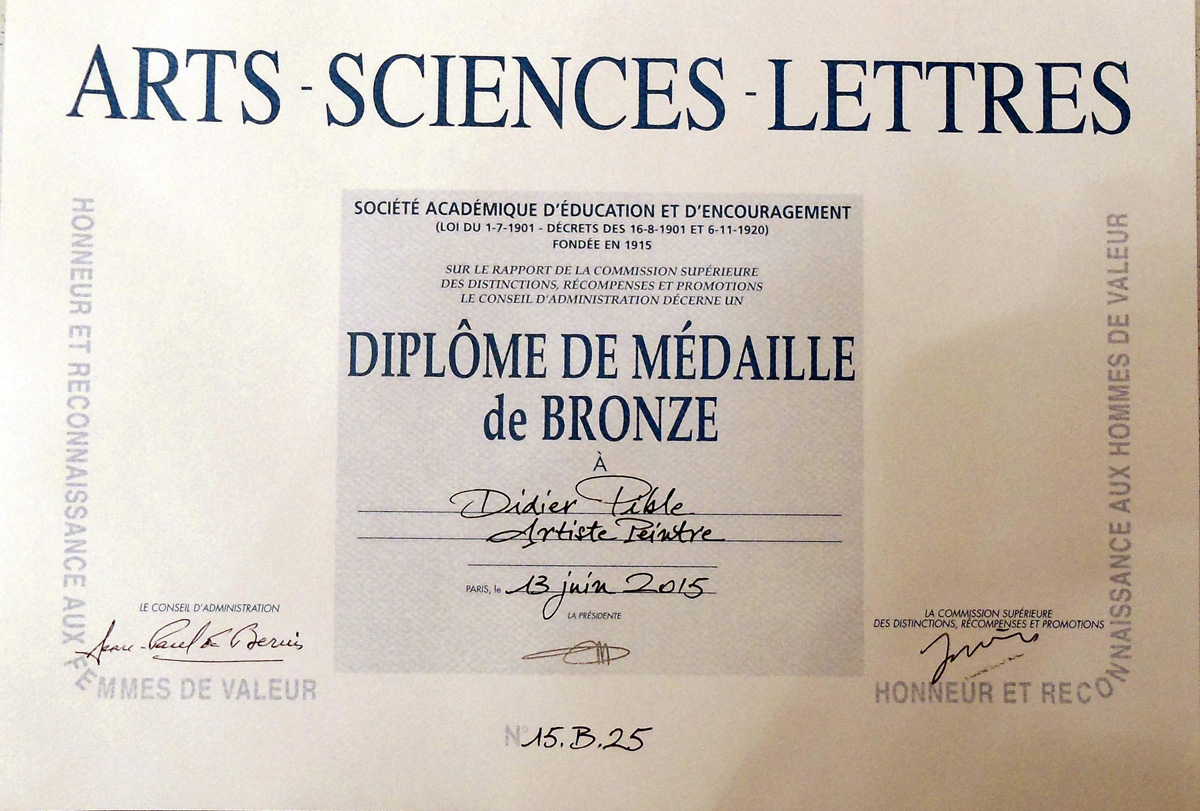 ARTS - SCIENCES - LETTRES
SOCIÉTÉ ACADÉMIQUE D'ÉDUCATION ET D'ENCOURAGEMENT
(LOI DU 1-7-1901 - DÉCRETS DES 16-8-1901 ET 6-11-1920)
FONDÉE EN 1915
SUR LE RAPPORT DE LA COMMISSION SUPÉRIEURE
DES DISTINCTIONS, RÉCOMPENSES ET PROMOTIONS
LE CONSEIL D'ADMINISTRATION DÉCERNE UN
DIPLÔME DE MÉDAILLE
de BRONZE
À
Didier Pible
Artiste Peintre
PARIS, le 13 juin 2015
LA PRÉSIDENTE
LE CONSEIL D'ADMINISTRATION
Jean-Paul de Bernis
LA COMMISSION SUPÉRIEURE
DES DISTINCTIONS, RÉCOMPENSES ET PROMOTIONS
HONNEUR ET RECONNAISSANCE AUX FEMMES DE VALEUR
HONNEUR ET RECONNAISSANCE AUX HOMMES DE VALEUR
N° 15.B.25